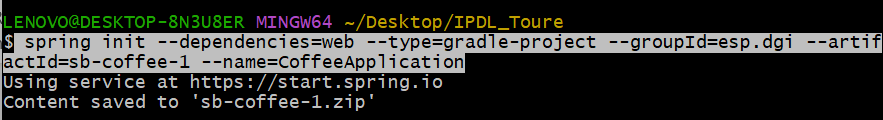 LENOVO@DESKTOP-8N3U8ER MINGW64 ~/Desktop/IPDL_Toure
$ spring init --dependencies=web --type=gradle-project --groupId=esp.dgi --artif
actId=sb-coffee-1 --name=CoffeeApplication
Using service at https://start.spring.io
Content saved to 'sb-coffee-1.zip'